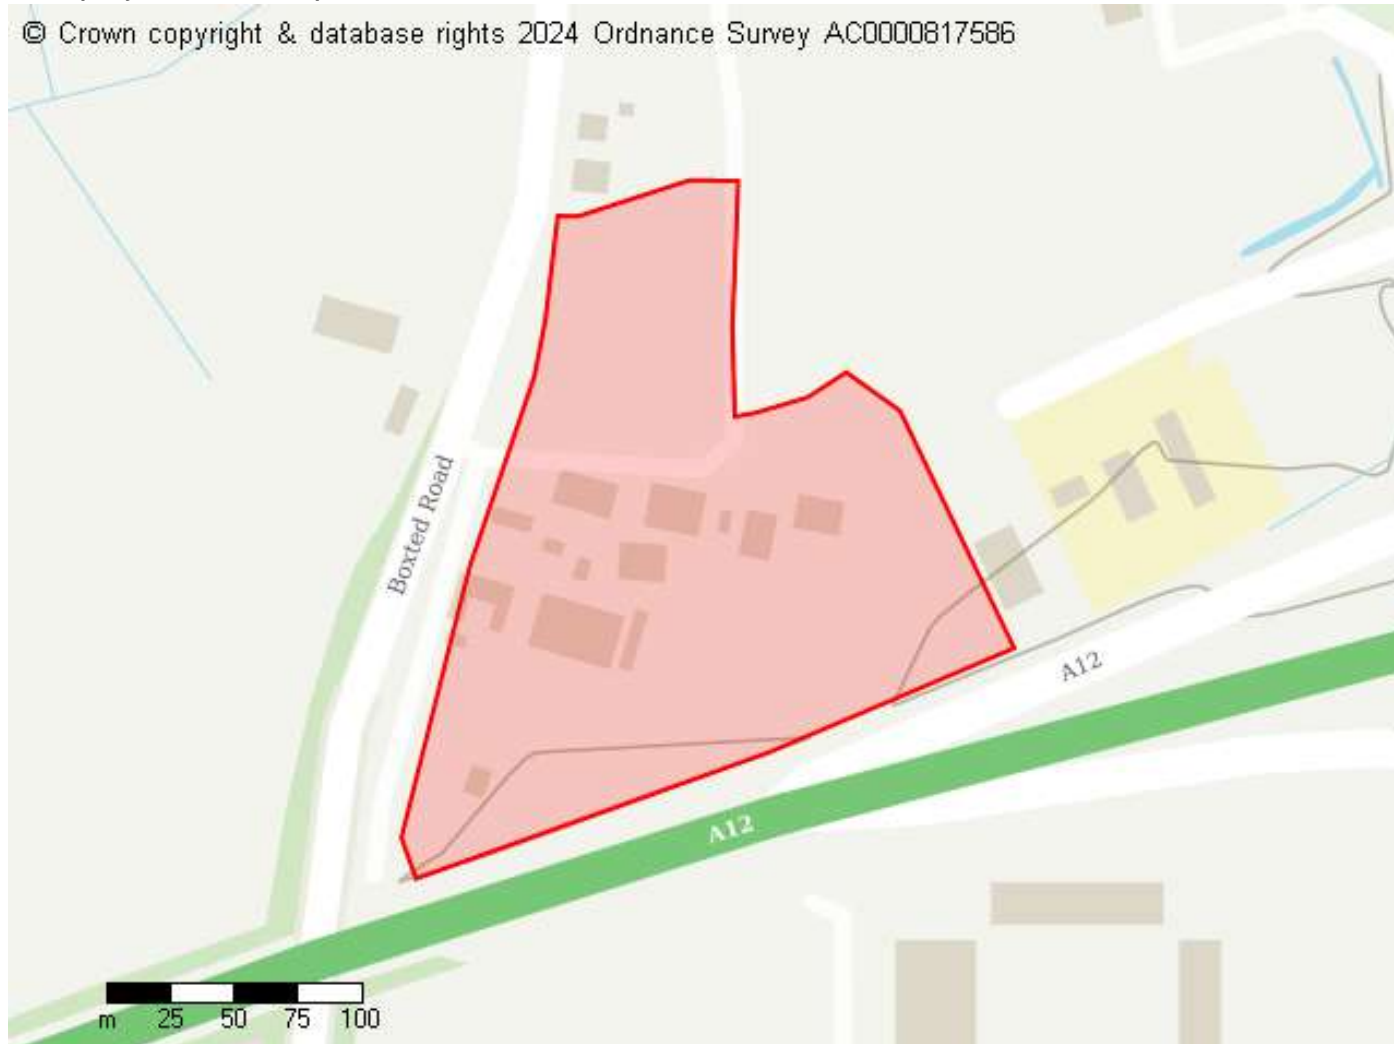 © Crown copyright & database rights 2024 Ordnance Survey AC0000817586
Boxted Road
A12
A12
m 25 50 75 100